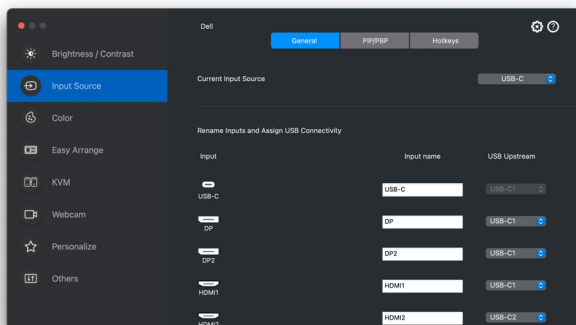 Dell
General PIP/PBP Hotkeys
Brightness / Contrast
Input Source
Color
Easy Arrange
KVM
Webcam
Personalize
Others
Current Input Source USB-C
Rename Inputs and Assign USB Connectivity
Input Input name USB Upstream
USB-C USB-C USB-C1
DP DP USB-C1
DP2 DP2 USB-C1
HDMI1 HDMI1 USB-C1
HDMI2 HDMI2 USB-C2